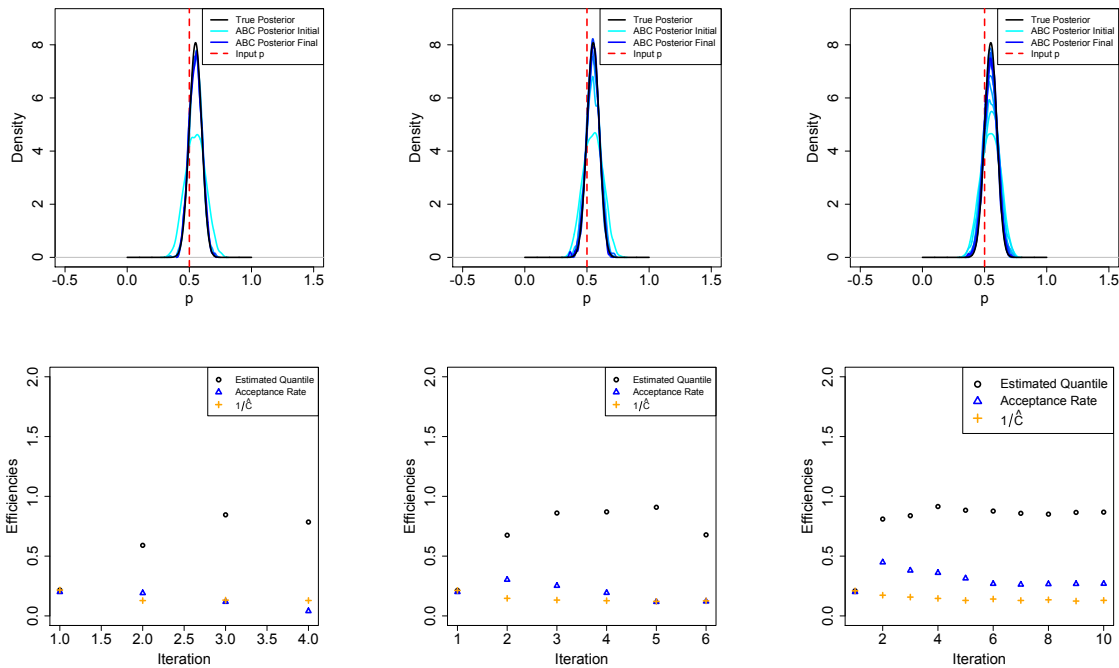 True Posterior
ABC Posterior Initial
ABC Posterior Final
Input p
Density
0 2 4 6 8
-0.5 0.0 0.5 1.0 1.5
p
True Posterior
ABC Posterior Initial
ABC Posterior Final
Input p
Density
0 2 4 6 8
-0.5 0.0 0.5 1.0 1.5
p
True Posterior
ABC Posterior Initial
ABC Posterior Final
Input p
Density
0 2 4 6 8
-0.5 0.0 0.5 1.0 1.5
p
Estimated Quantile
Acceptance Rate
1/Ĉ
Efficiencies
0.0 0.5 1.0 1.5 2.0
1.0 1.5 2.0 2.5 3.0 3.5 4.0
Iteration
Estimated Quantile
Acceptance Rate
1/Ĉ
Efficiencies
0.0 0.5 1.0 1.5 2.0
1 2 3 4 5 6
Iteration
Estimated Quantile
Acceptance Rate
1/Ĉ
Efficiencies
0.0 0.5 1.0 1.5 2.0
2 4 6 8 10
Iteration